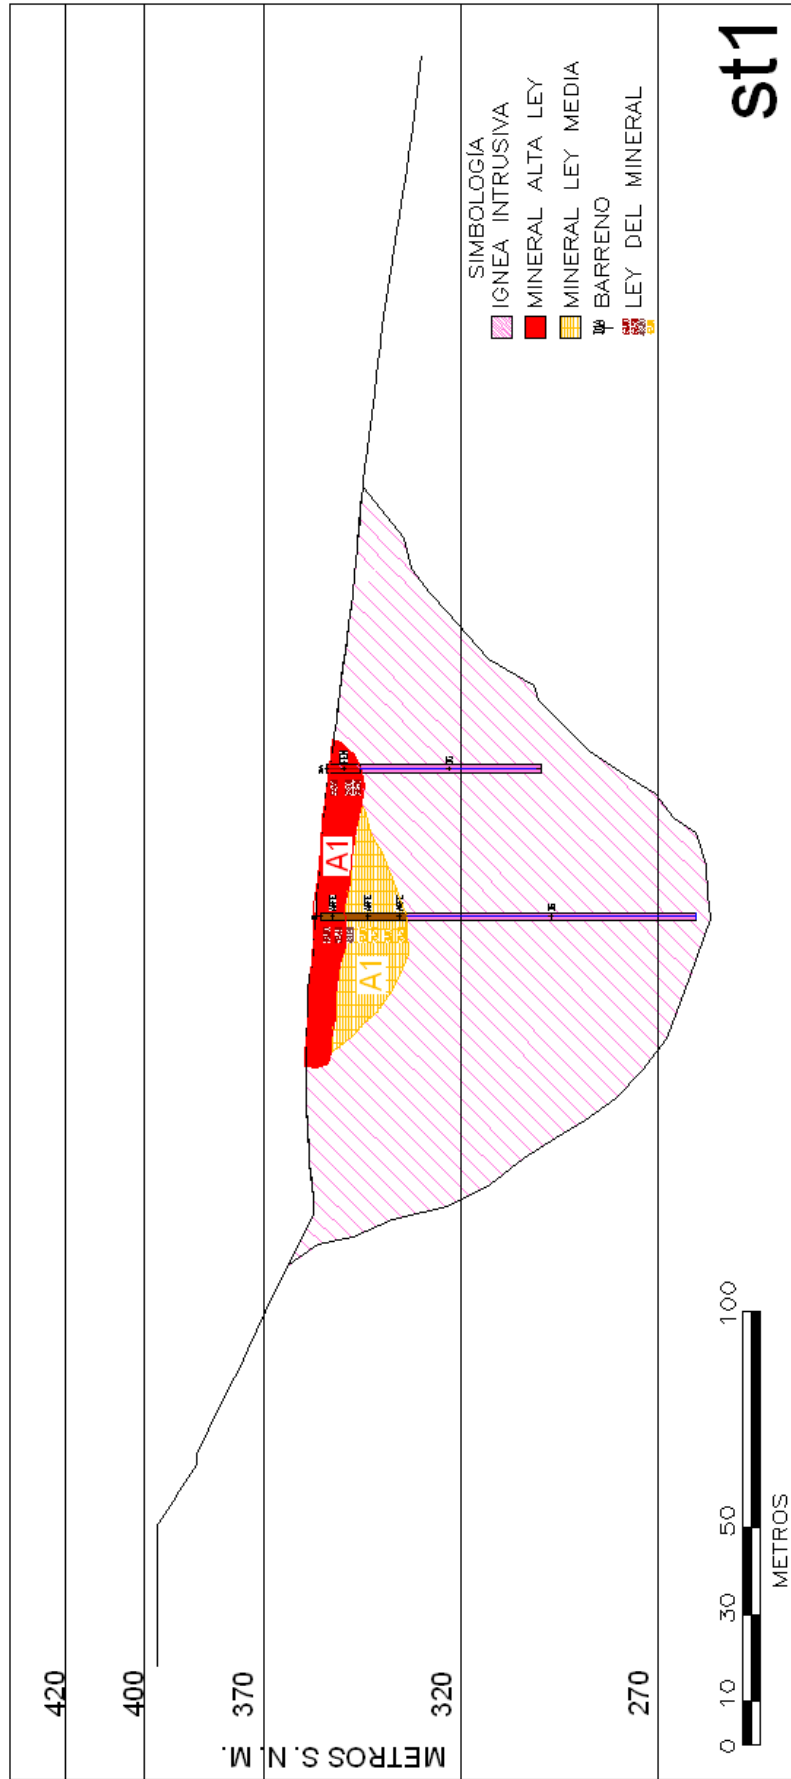 METROS S. N. M.
420
400
370
320
270
A1
A1
SIMBOLOGÍA
IGNEA INTRUSIVA
MINERAL ALTA LEY
MINERAL LEY MEDIA
BARRENO
LEY DEL MINERAL
0 10 30 50 100
METROS
st1